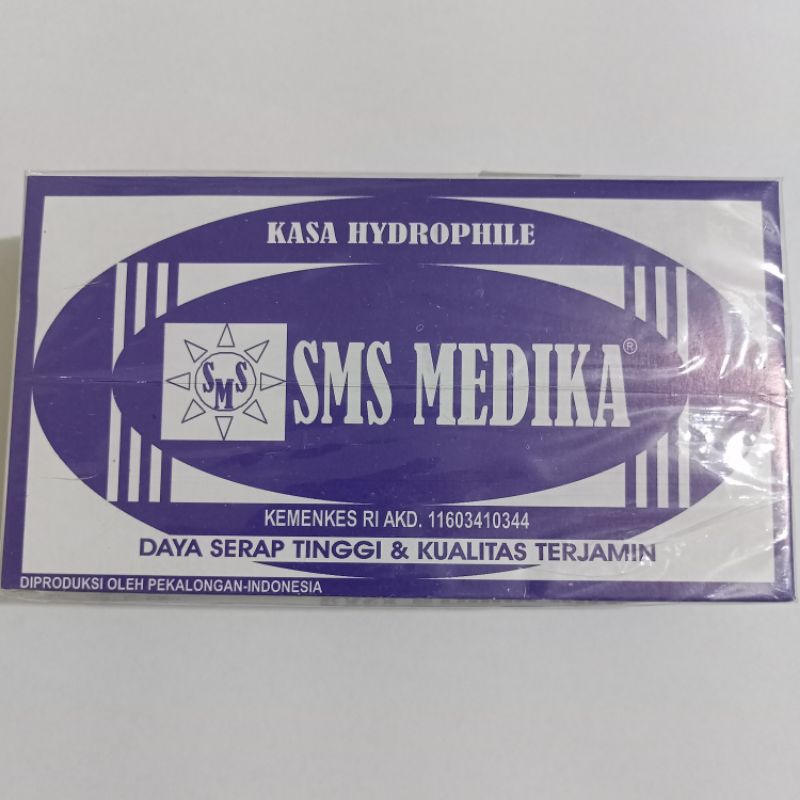 KASA HYDROPHILE
SMS
SMS MEDIKA®
KEMENKES RI AKD. 11603410344
DAYA SERAP TINGGI & KUALITAS TERJAMIN
DIPRODUKSI OLEH PEKALONGAN-INDONESIA